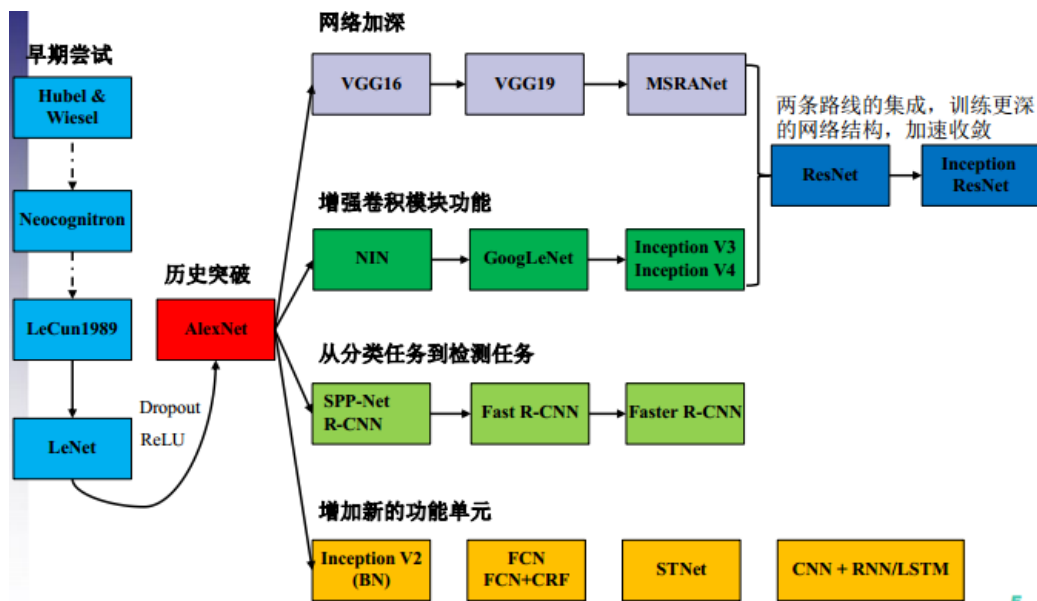 早期尝试
Hubel &
Wiesel
Neocognitron
LeCun1989
LeNet
Dropout
ReLU
历史突破
AlexNet
网络加深
VGG16
VGG19
MSRANet
增强卷积模块功能
NIN
GoogLeNet
Inception V3
Inception V4
两条路线的集成，训练更深
的网络结构，加速收敛
ResNet
Inception
ResNet
从分类任务到检测任务
SPP-Net
R-CNN
Fast R-CNN
Faster R-CNN
增加新的功能单元
Inception V2
(BN)
FCN
FCN+CRF
STNet
CNN + RNN/LSTM